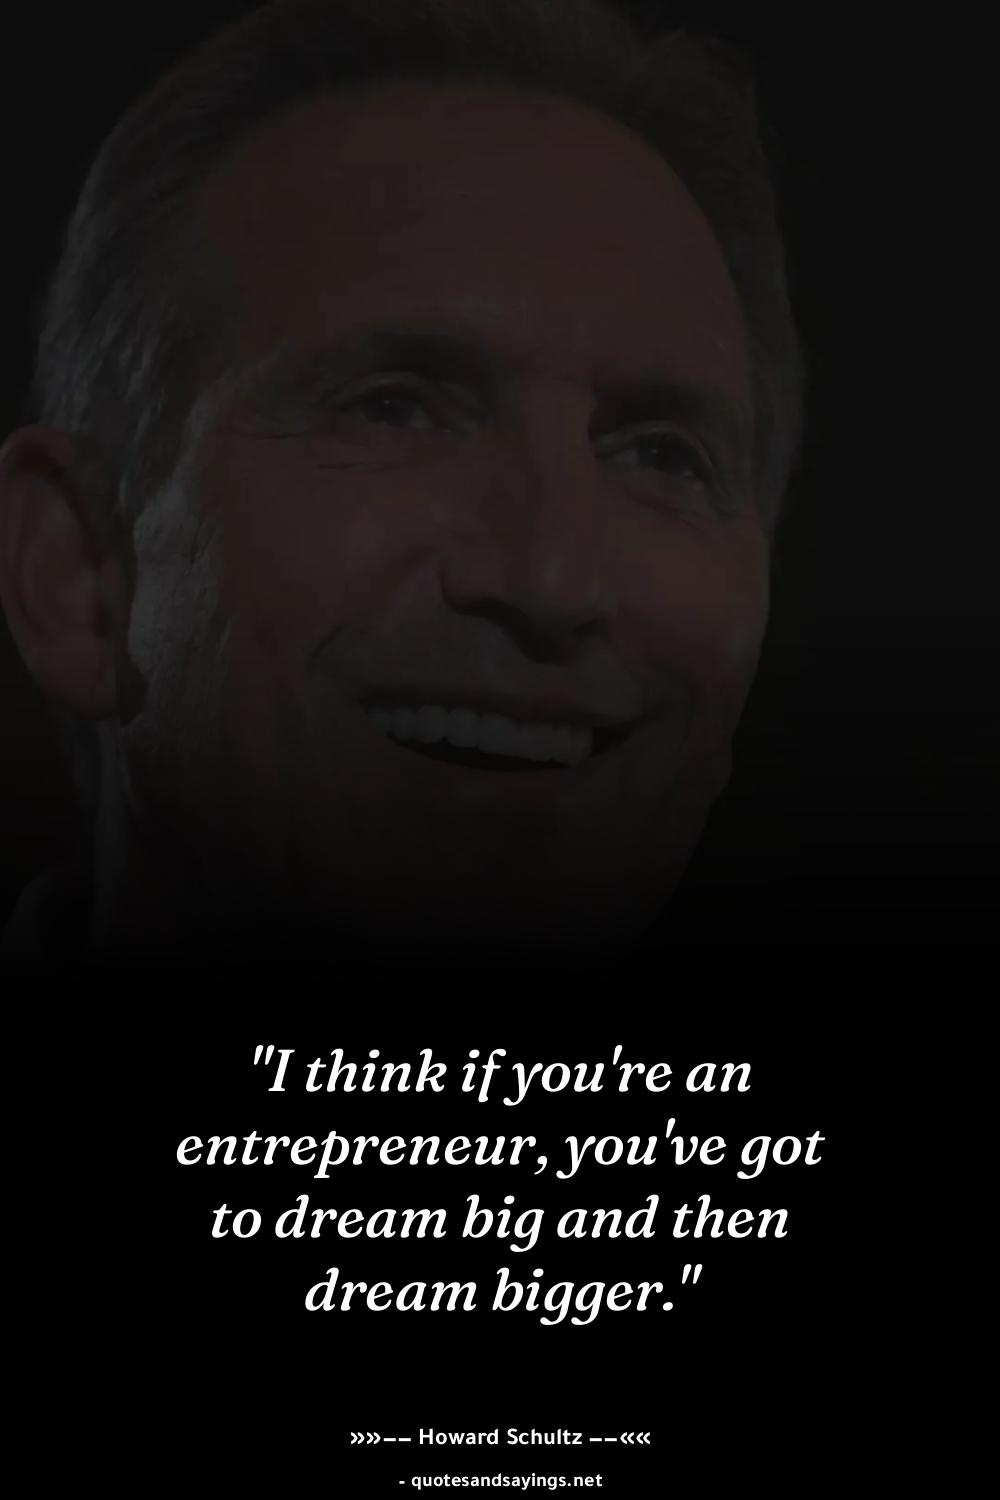 "I think if you're an
entrepreneur, you've got
to dream big and then
dream bigger."
»»–– Howard Schultz ––««
- quotesandsayings.net